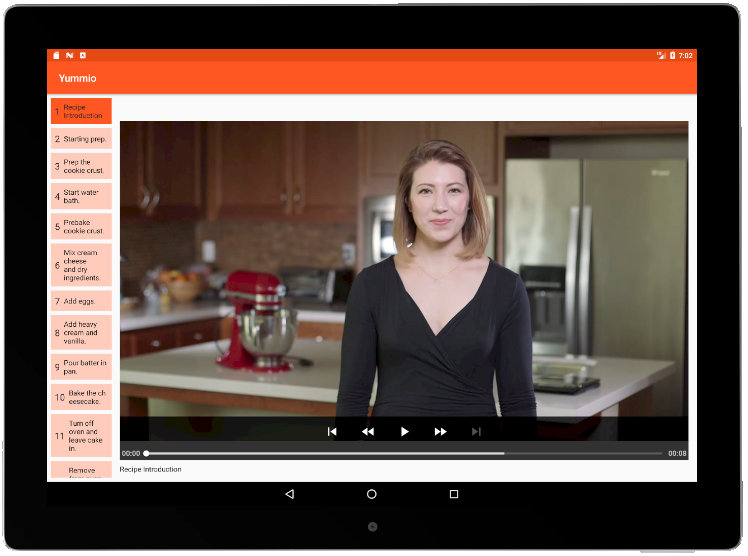 7:02
Yummio
1 Recipe
Introduction
2 Starting prep.
3 Prep the
cookie crust.
4 Start water
bath.
5 Prebake
cookie crust.
6 Mix cream
cheese
and dry
ingredients.
7 Add eggs.
8 Add heavy
cream and
vanilla.
9 Pour batter in
pan.
10 Bake the ch
eesecake.
11 Turn off
oven and
leave cake
in.
Remove
00:00
00:08
Recipe Introduction